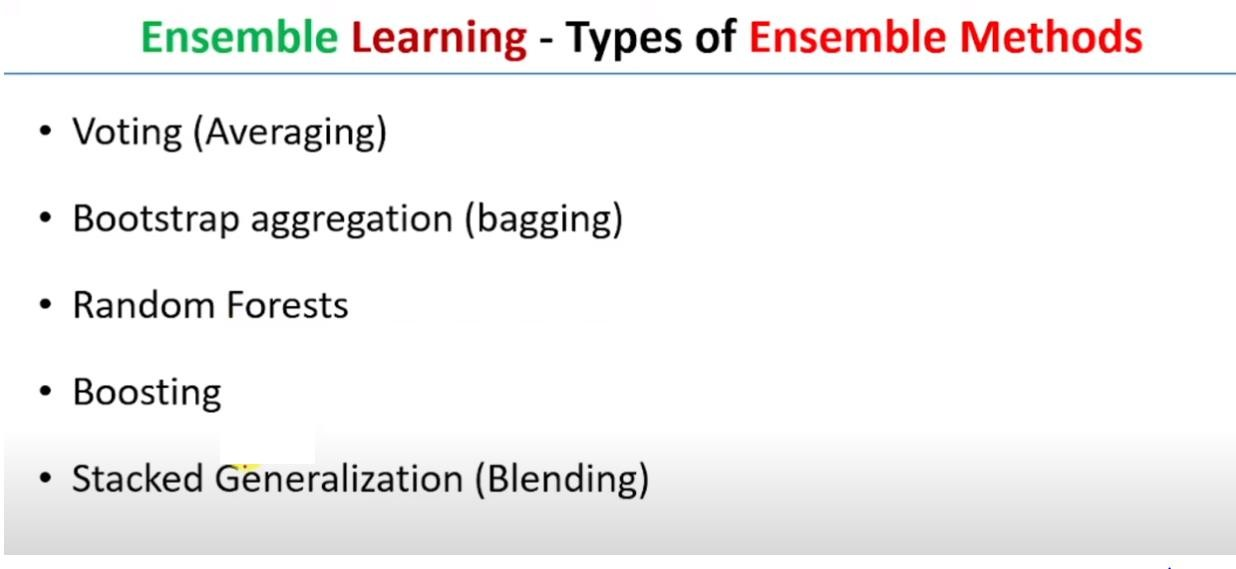 Ensemble Learning - Types of Ensemble Methods
• Voting (Averaging)
• Bootstrap aggregation (bagging)
• Random Forests
• Boosting
• Stacked Generalization (Blending)